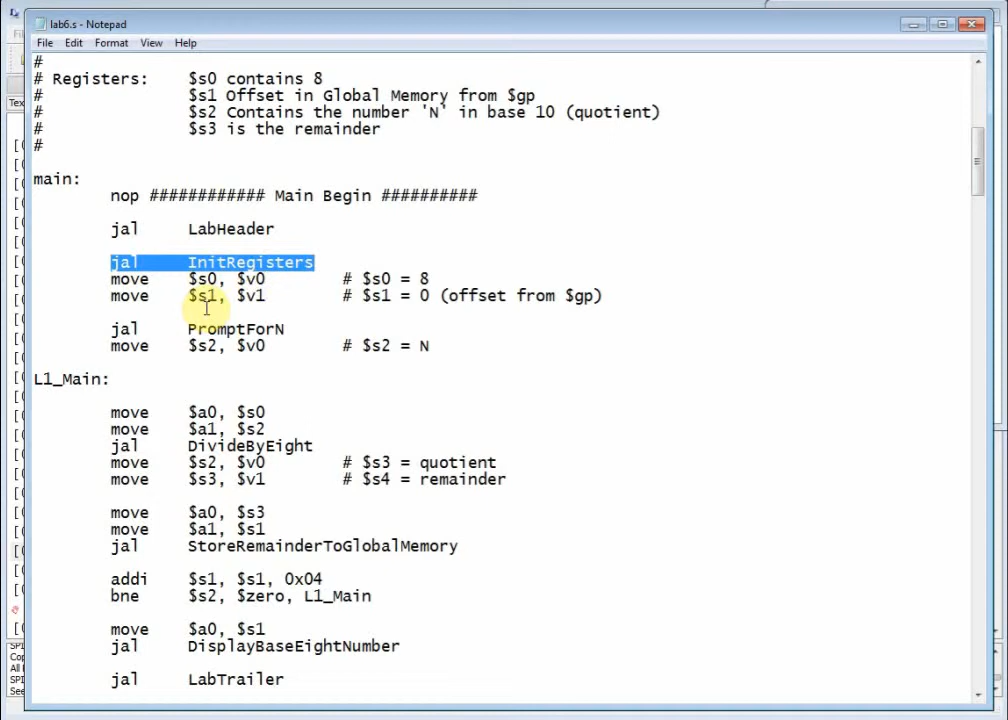 lab6.s - Notepad
File Edit Format View Help
#
# Registers: $s0 contains 8
# $s1 Offset in Global Memory from $gp
# $s2 Contains the number 'N' in base 10 (quotient)
# $s3 is the remainder
#
main:
nop ############ Main Begin ##########
jal LabHeader
jal InitRegisters
move $s0, $v0 # $s0 = 8
move $s1, $v1 # $s1 = 0 (offset from $gp)
jal PromptForN
move $s2, $v0 # $s2 = N
L1_Main:
move $a0, $s0
move $a1, $s2
jal DivideByEight
move $s2, $v0 # $s3 = quotient
move $s3, $v1 # $s4 = remainder
move $a0, $s3
move $a1, $s1
jal StoreRemainderToGlobalMemory
addi $s1, $s1, 0x04
bne $s2, $zero, L1_Main
move $a0, $s1
jal DisplayBaseEightNumber
jal LabTrailer